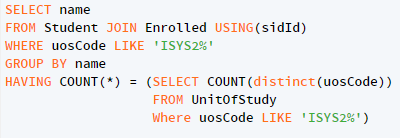 SELECT name
FROM Student JOIN Enrolled USING(sidId)
WHERE uosCode LIKE 'ISYS2%'
GROUP BY name
HAVING COUNT(*) = (SELECT COUNT(distinct(uosCode))
FROM UnitOfStudy
Where uosCode LIKE 'ISYS2%')